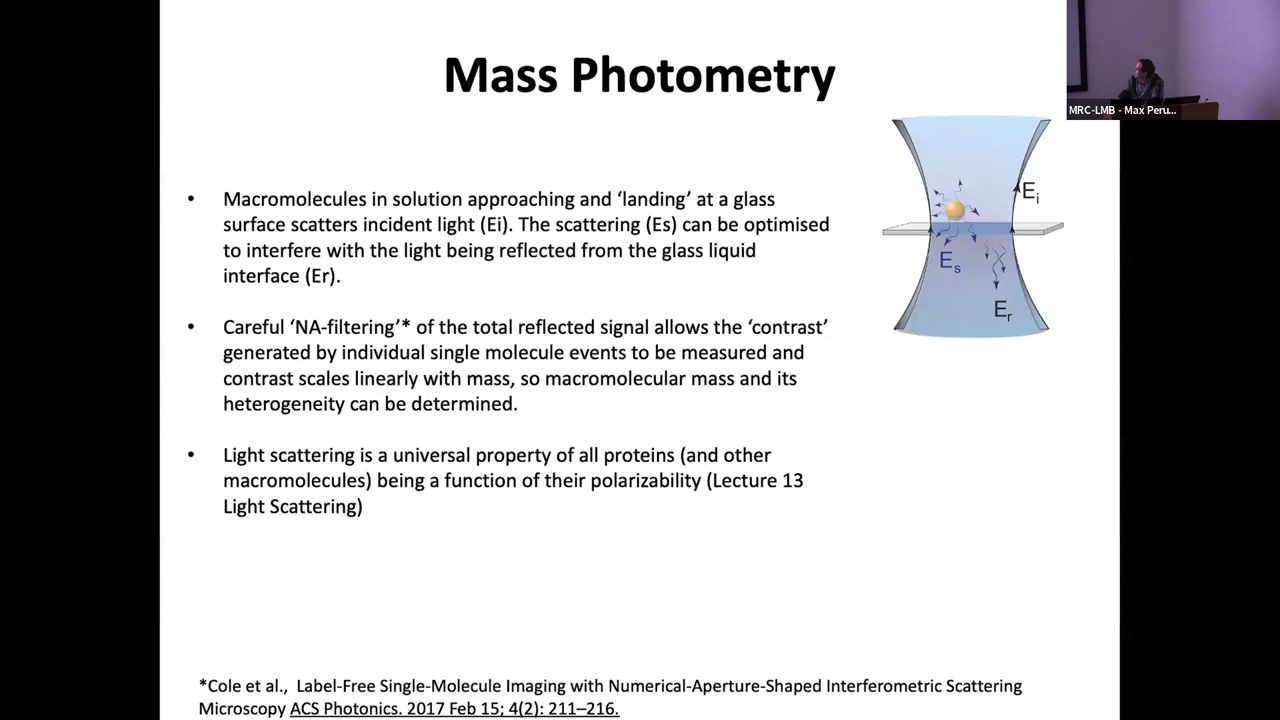 Mass Photometry
MRC-LMB - Max Peru...
• Macromolecules in solution approaching and ‘landing’ at a glass
surface scatters incident light (Ei). The scattering (Es) can be optimised
to interfere with the light being reflected from the glass liquid
interface (Er).
• Careful ‘NA-filtering’* of the total reflected signal allows the ‘contrast’
generated by individual single molecule events to be measured and
contrast scales linearly with mass, so macromolecular mass and its
heterogeneity can be determined.
• Light scattering is a universal property of all proteins (and other
macromolecules) being a function of their polarizability (Lecture 13
Light Scattering)
Ei
Es
Er
*Cole et al., Label-Free Single-Molecule Imaging with Numerical-Aperture-Shaped Interferometric Scattering
Microscopy ACS Photonics. 2017 Feb 15; 4(2): 211–216.